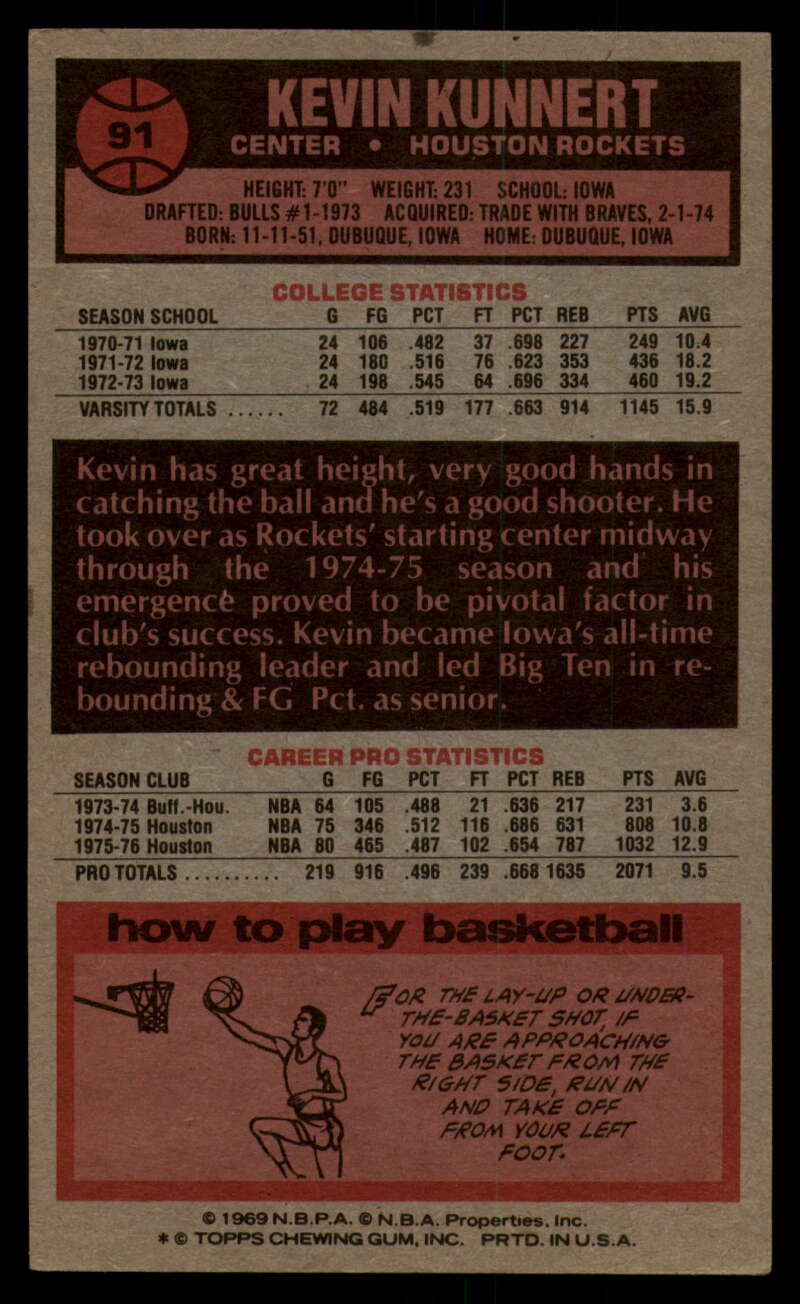 91
KEVIN KUNNERT
CENTER • HOUSTON ROCKETS
HEIGHT: 7'0" WEIGHT: 231 SCHOOL: IOWA
DRAFTED: BULLS #1-1973 ACQUIRED: TRADE WITH BRAVES, 2-1-74
BORN: 11-11-51, DUBUQUE, IOWA HOME: DUBUQUE, IOWA
COLLEGE STATISTICS
SEASON SCHOOL G FG PCT FT PCT REB PTS AVG
1970-71 Iowa 24 106 .482 37 .698 227 249 10.4
1971-72 Iowa 24 180 .516 76 .623 353 436 18.2
1972-73 Iowa 24 198 .545 64 .696 334 460 19.2
VARSITY TOTALS ...... 72 484 .519 177 .663 914 1145 15.9
Kevin has great height, very good hands in
catching the ball and he's a good shooter. He
took over as Rockets' starting center midway
through the 1974-75 season and his
emergence proved to be pivotal factor in
club's success. Kevin became Iowa's all-time
rebounding leader and led Big Ten in re-
bounding & FG Pct. as senior.
CAREER PRO STATISTICS
SEASON CLUB G FG PCT FT PCT REB PTS AVG
1973-74 Buff.-Hou. NBA 64 105 .488 21 .636 217 231 3.6
1974-75 Houston NBA 75 346 .512 116 .686 631 808 10.8
1975-76 Houston NBA 80 465 .487 102 .654 787 1032 12.9
PRO TOTALS .......... 219 916 .496 239 .668 1635 2071 9.5
how to play basketball
FOR THE LAY-UP OR UNDER-
THE-BASKET SHOT, IF
YOU ARE APPROACHING
THE BASKET FROM THE
RIGHT SIDE, RUN IN
AND TAKE OFF
FROM YOUR LEFT
FOOT.
© 1969 N.B.P.A. © N.B.A. Properties, Inc.
* © TOPPS CHEWING GUM, INC. PRTD. IN U.S.A.